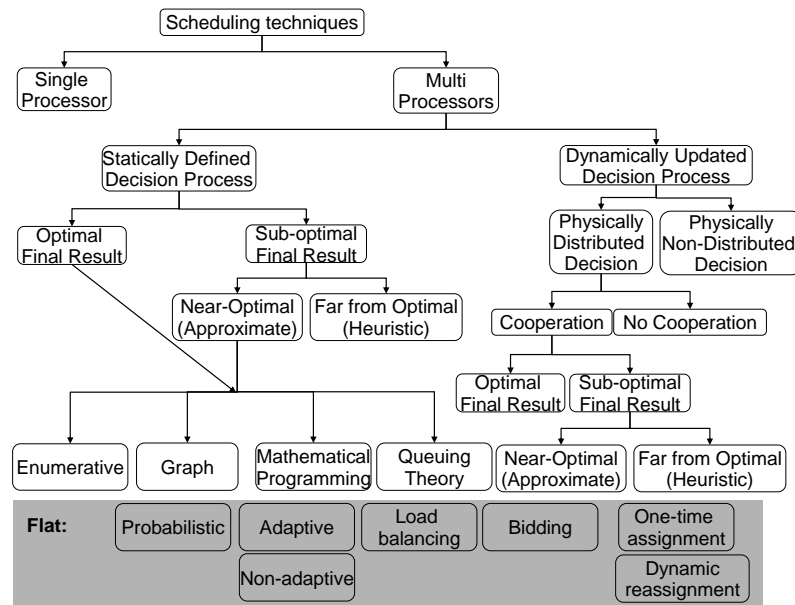 Scheduling techniques
Single
Processor
Multi
Processors
Statically Defined
Decision Process
Dynamically Updated
Decision Process
Optimal
Final Result
Sub-optimal
Final Result
Physically
Distributed
Decision
Physically
Non-Distributed
Decision
Near-Optimal
(Approximate)
Far from Optimal
(Heuristic)
Cooperation
No Cooperation
Optimal
Final Result
Sub-optimal
Final Result
Enumerative
Graph
Mathematical
Programming
Queuing
Theory
Near-Optimal
(Approximate)
Far from Optimal
(Heuristic)
Flat:
Probabilistic
Adaptive
Load
balancing
Bidding
One-time
assignment
Non-adaptive
Dynamic
reassignment